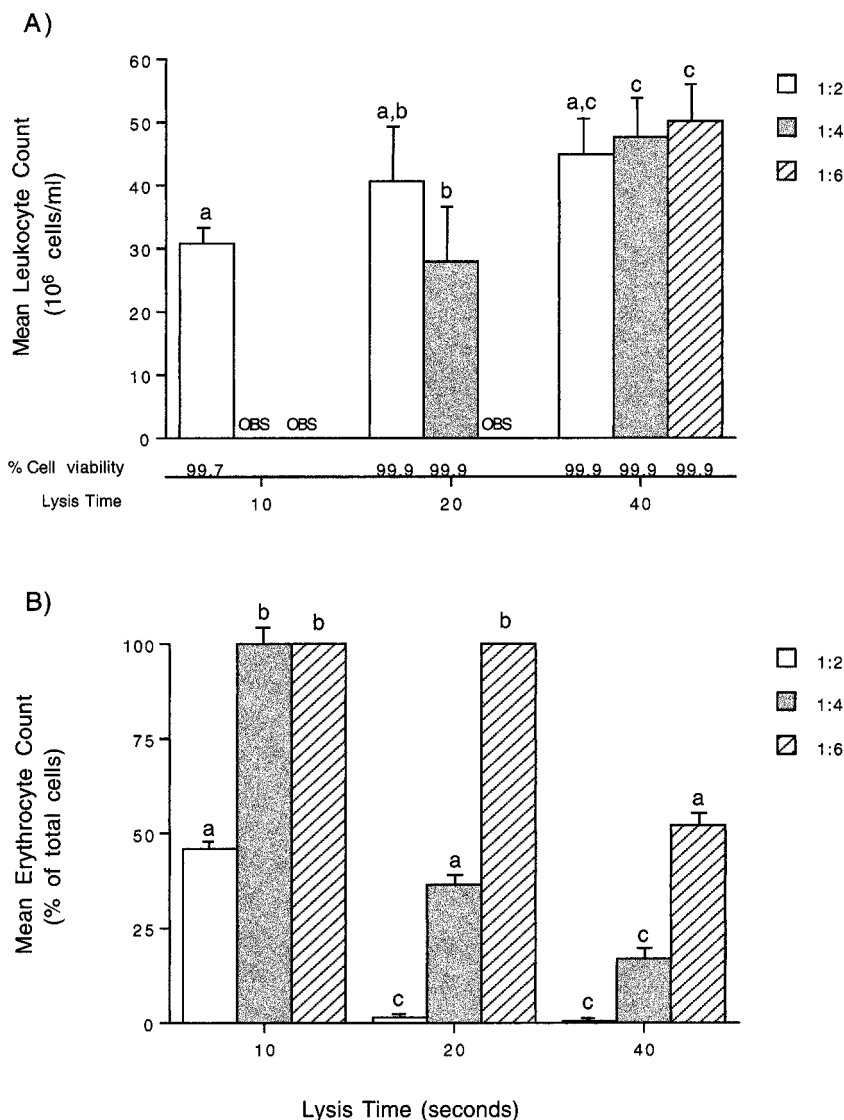 A)
60
50
40
30
20
10
0
Mean Leukocyte Count
(10⁶ cells/ml)
a
OBS OBS
a,b
b
OBS
a,c
c
c
1:2
1:4
1:6
% Cell viability 99.7 99.9 99.9 99.9 99.9 99.9
Lysis Time 10 20 40
B)
100
75
50
25
0
Mean Erythrocyte Count
(% of total cells)
a
b
b
c
a
b
c
c
a
1:2
1:4
1:6
10 20 40
Lysis Time (seconds)